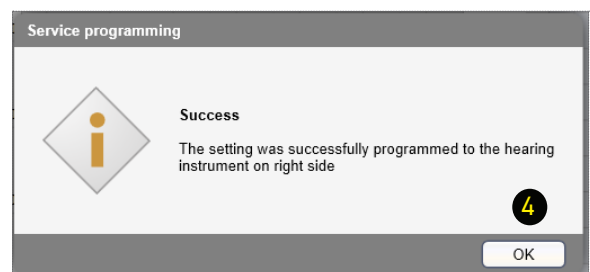 Service programming
Success
The setting was successfully programmed to the hearing
instrument on right side
4
OK